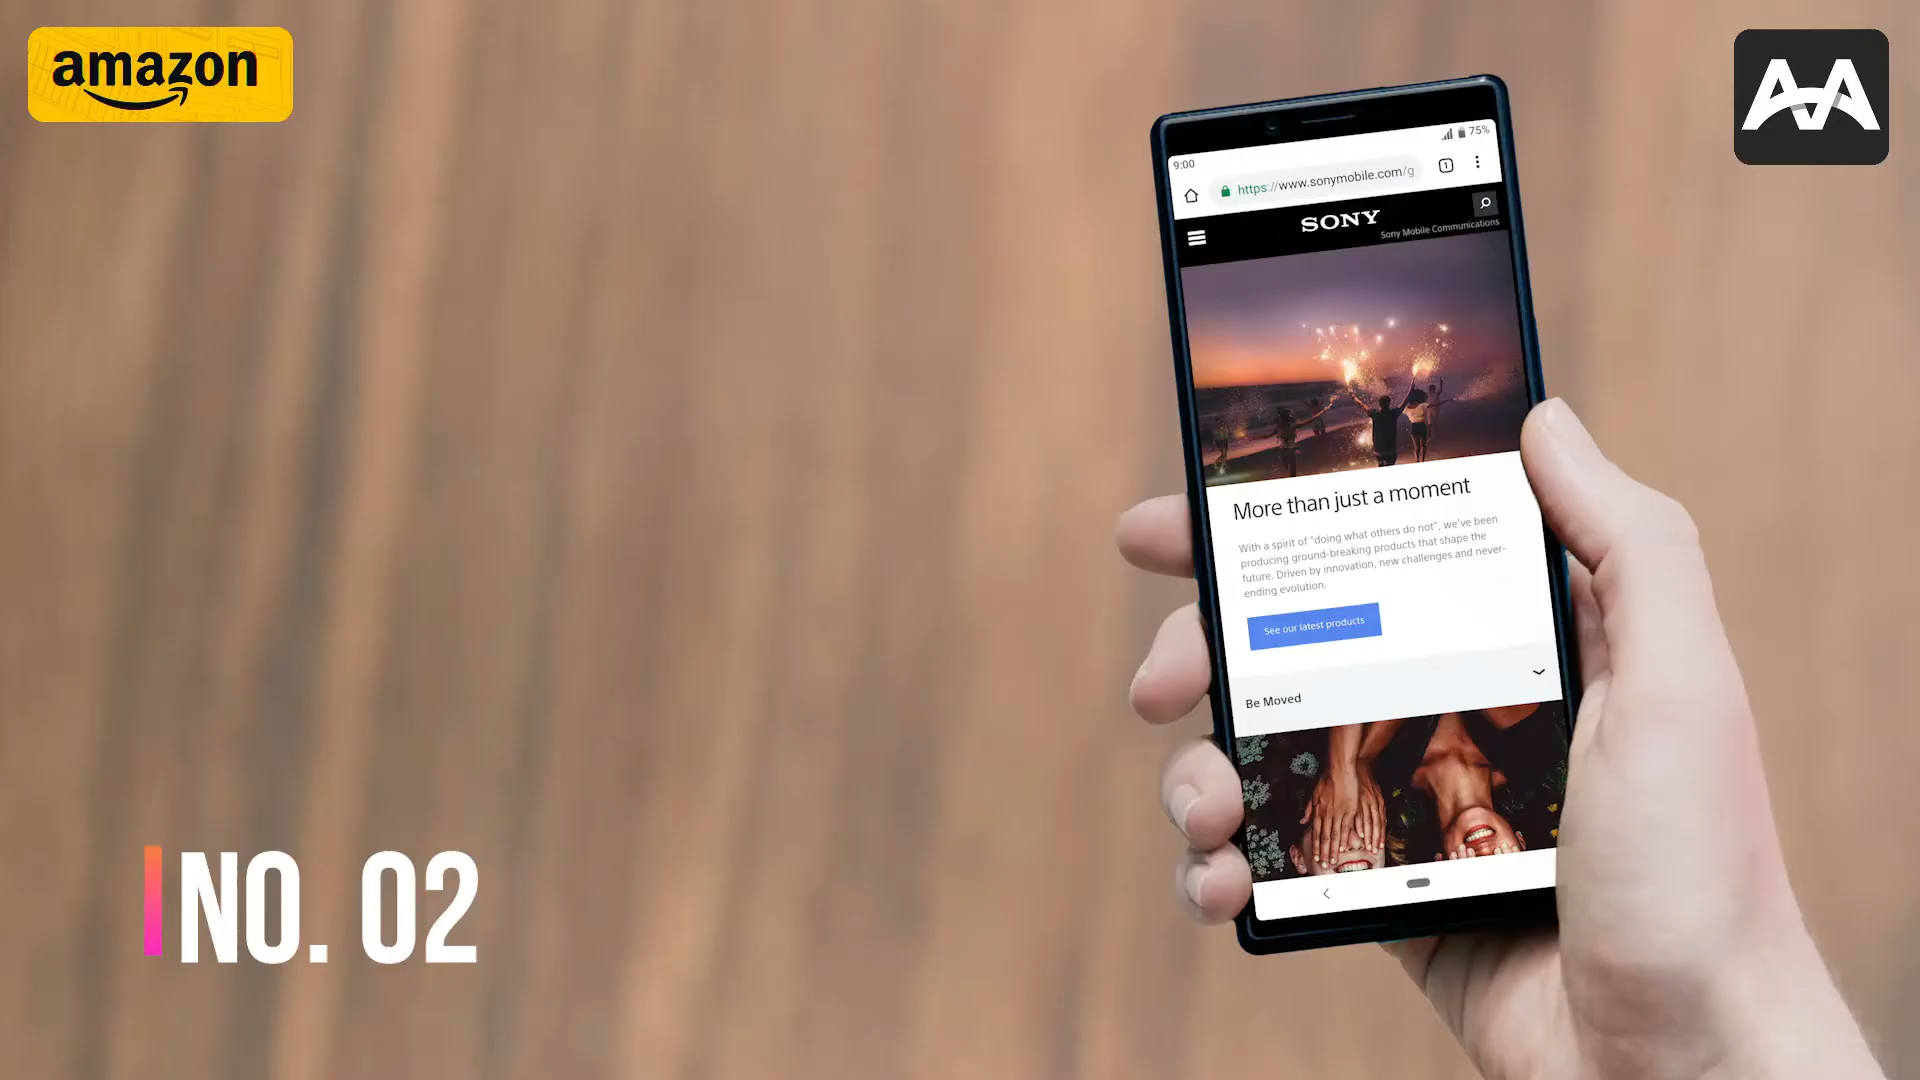 amazon
AA
9:00
75%
https://www.sonymobile.com/g
1
SONY
Sony Mobile Communications
More than just a moment
With a spirit of "doing what others do not", we've been
producing ground-breaking products that shape the
future. Driven by innovation, new challenges and never-
ending evolution.
See our latest products
Be Moved
NO. 02